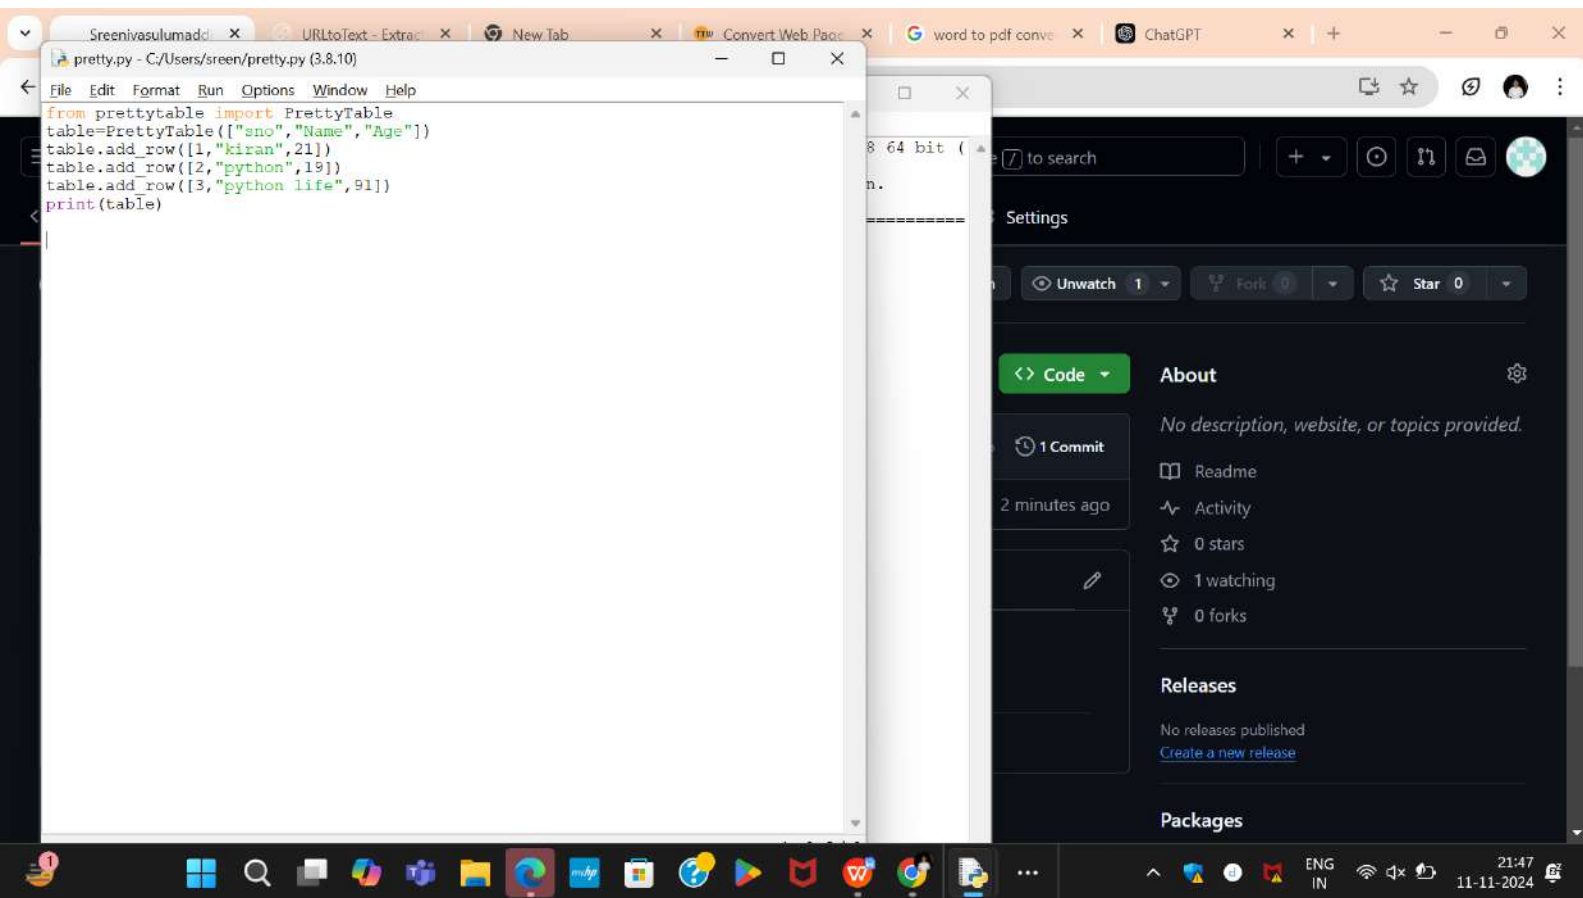 Sreenivasulumadd
URLtoText - Extrac
New Tab
Convert Web Page
word to pdf conve
ChatGPT
pretty.py - C:/Users/sreen/pretty.py (3.8.10)
File Edit Format Run Options Window Help
from prettytable import PrettyTable
table=PrettyTable(["sno","Name","Age"])
table.add_row([1,"kiran",21])
table.add_row([2,"python",19])
table.add_row([3,"python life",91])
print(table)
8 64 bit (
n.
==========
/ to search
Settings
Unwatch 1
Fork 0
Star 0
Code
About
No description, website, or topics provided.
1 Commit
Readme
2 minutes ago
Activity
0 stars
1 watching
0 forks
Releases
No releases published
Create a new release
Packages
1
myhp
ENG
IN
21:47
11-11-2024